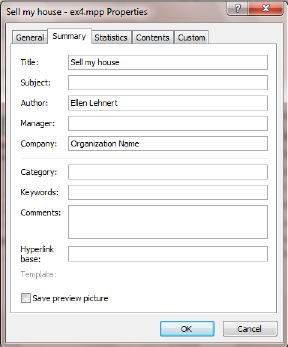 Sell my house - ex4.mpp Properties
General Summary Statistics Contents Custom
Title: Sell my house
Subject:
Author: Ellen Lehnert
Manager:
Company: Organization Name
Category:
Keywords:
Comments:
Hyperlink
base:
Template:
Save preview picture
OK Cancel